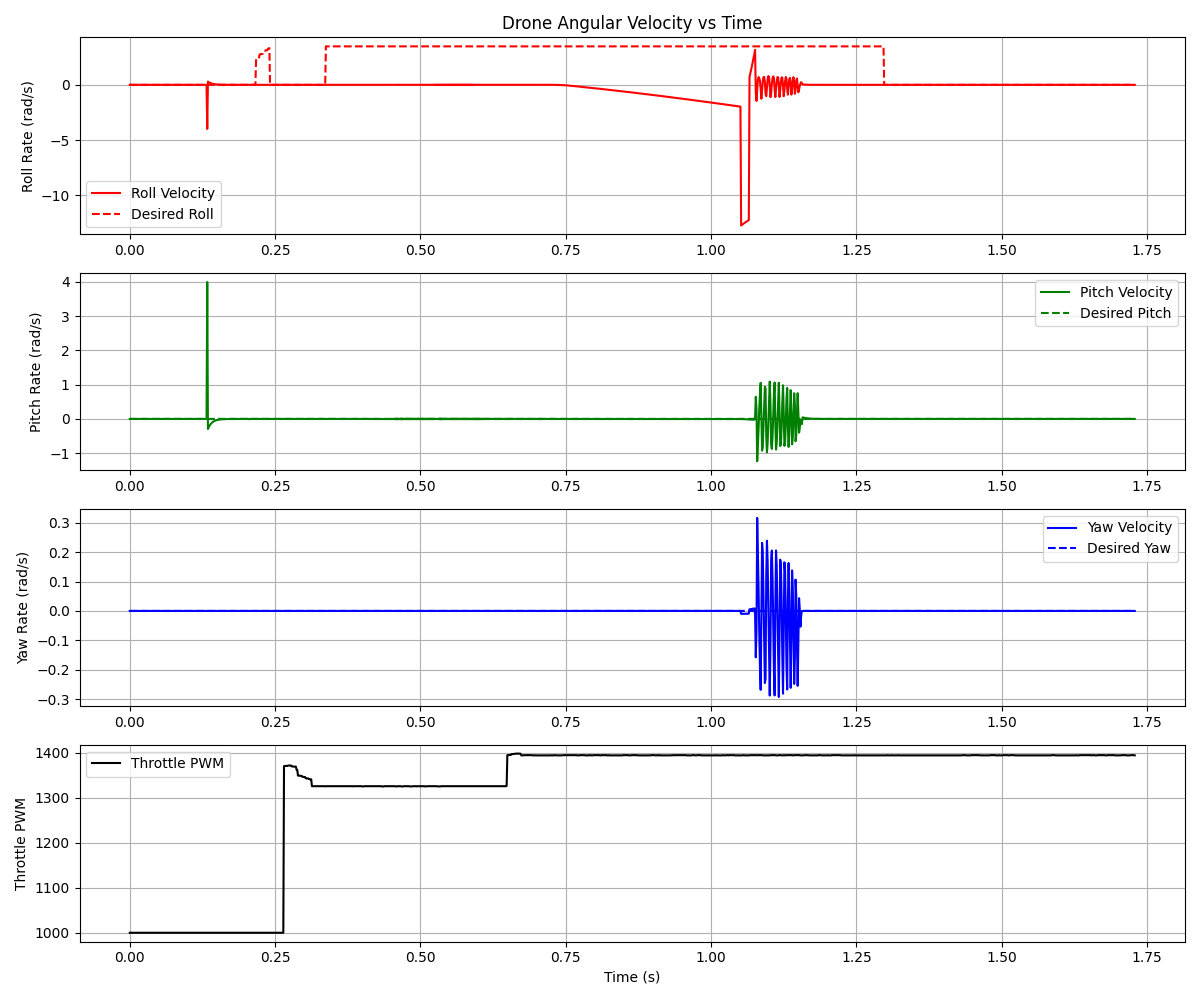 Drone Angular Velocity vs Time
Roll Rate (rad/s)
0
−5
−10
Roll Velocity
Desired Roll
0.00 0.25 0.50 0.75 1.00 1.25 1.50 1.75
Pitch Rate (rad/s)
4
3
2
1
0
−1
Pitch Velocity
Desired Pitch
0.00 0.25 0.50 0.75 1.00 1.25 1.50 1.75
Yaw Rate (rad/s)
0.3
0.2
0.1
0.0
−0.1
−0.2
−0.3
Yaw Velocity
Desired Yaw
0.00 0.25 0.50 0.75 1.00 1.25 1.50 1.75
Throttle PWM
1400
1300
1200
1100
1000
Throttle PWM
0.00 0.25 0.50 0.75 1.00 1.25 1.50 1.75
Time (s)